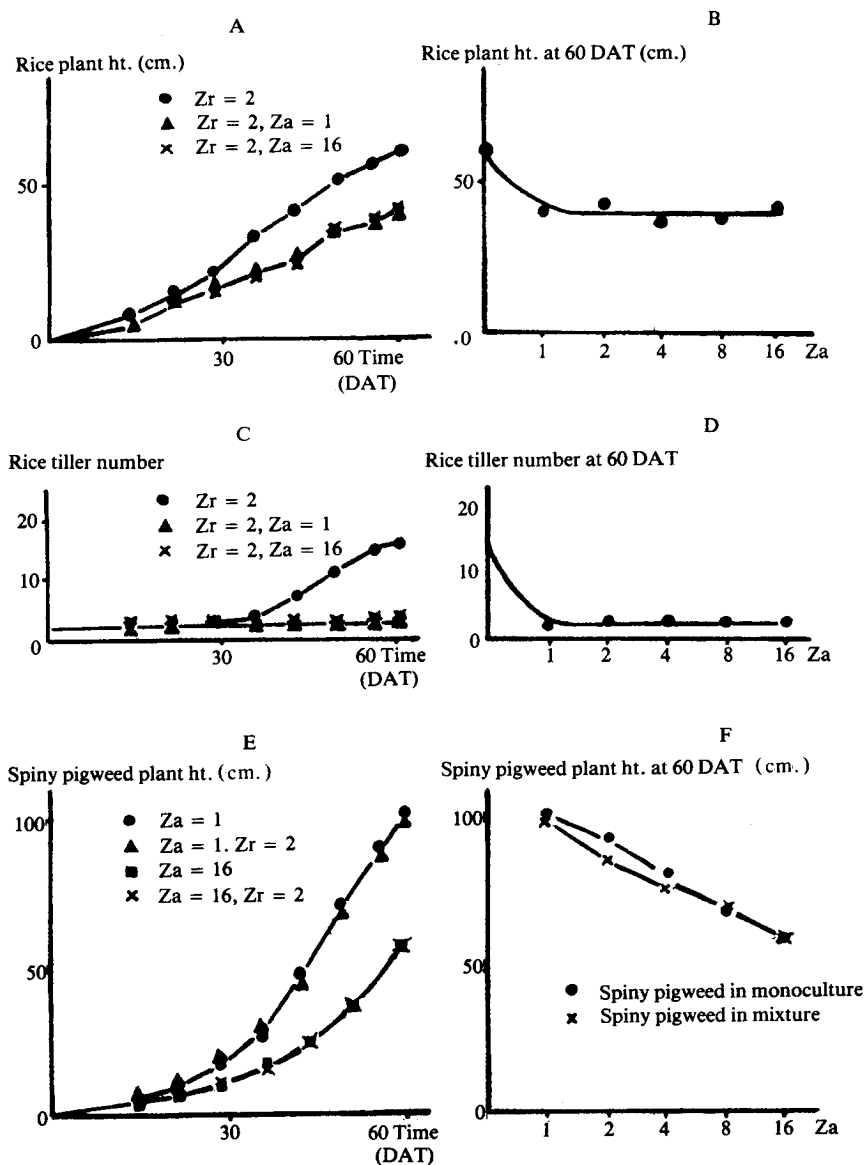 A
Rice plant ht. (cm.)
Zr = 2
Zr = 2, Za = 1
Zr = 2, Za = 16
50
0
30
60 Time
(DAT)
B
Rice plant ht. at 60 DAT (cm.)
50
.0
1 2 4 8 16 Za
C
Rice tiller number
Zr = 2
Zr = 2, Za = 1
Zr = 2, Za = 16
20
10
0
30
60 Time
(DAT)
D
Rice tiller number at 60 DAT
20
10
0
1 2 4 8 16 Za
E
Spiny pigweed plant ht. (cm.)
Za = 1
Za = 1. Zr = 2
Za = 16
Za = 16, Zr = 2
100
50
0
30
60 Time
(DAT)
F
Spiny pigweed plant ht. at 60 DAT (cm.)
100
50
0
Spiny pigweed in monoculture
Spiny pigweed in mixture
1 2 4 8 16 Za